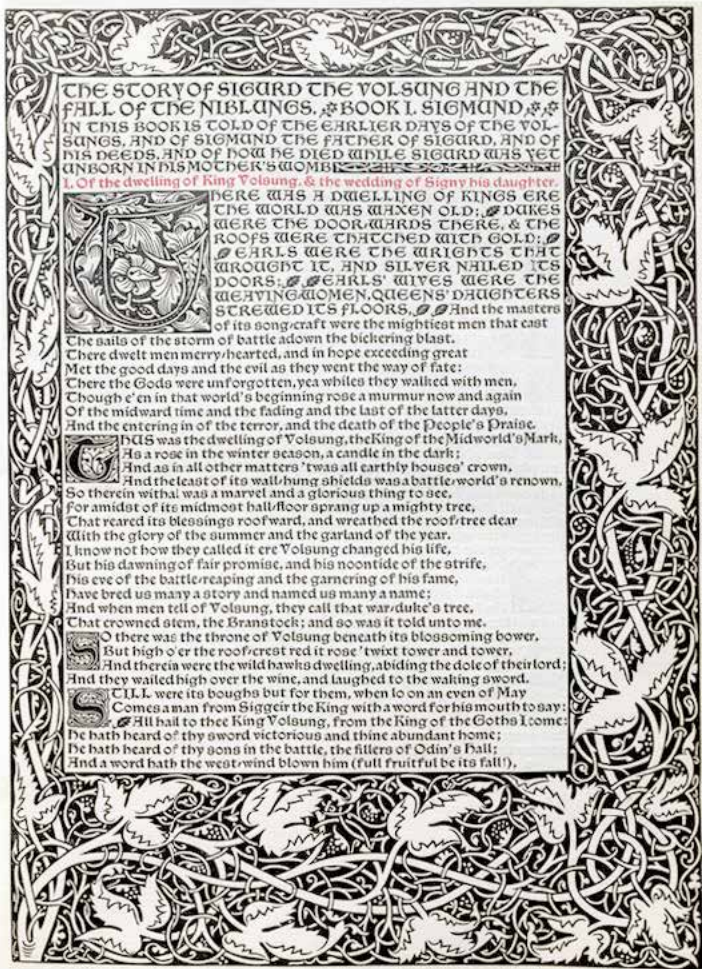 THE STORY OF SIGURD THE VOLSUNG AND THE
FALL OF THE NIBLUNGS. BOOK I. SIGMUND.
IN THIS BOOK IS TOLD OF THE EARLIER DAYS OF THE VOL-
SUNGS, AND OF SIGMUND THE FATHER OF SIGURD, AND OF
HIS DEEDS, AND OF HOW HE DIED WHILE SIGURD WAS YET
UNBORN IN HIS MOTHER'S WOMB
I. Of the dwelling of King Volsung, & the wedding of Signy his daughter.
THERE WAS A DWELLING OF KINGS ERE
THE WORLD WAS WAXEN OLD; DUKES
WERE THE DOOR-WARDS THERE, & THE
ROOFS WERE THATCHED WITH GOLD;
EARLS WERE THE WRIGHTS THAT
WROUGHT IT, AND SILVER NAILED ITS
DOORS; EARLS' WIVES WERE THE
WEAVING-WOMEN, QUEENS' DAUGHTERS
STREWED ITS FLOORS, And the masters
of its song-craft were the mightiest men that cast
The sails of the storm of battle adown the bickering blast.
There dwelt men merry-hearted, and in hope exceeding great
Met the good days and the evil as they went the way of fate:
There the Gods were unforgotten, yea whiles they walked with men,
Though e'en in that world's beginning rose a murmur now and again
Of the midward time and the fading and the last of the latter days,
And the entering in of the terror, and the death of the People's Praise.
THUS was the dwelling of Volsung, the King of the Midworld's Mark,
As a rose in the winter season, a candle in the dark;
And as in all other matters 'twas all earthly houses' crown,
And the least of its wall-hung shields was a battle-world's renown,
So therein withal was a marvel and a glorious thing to see,
For amidst of its midmost hall-floor sprang up a mighty tree,
That reared its blessings roofward, and wreathed the roof-tree dear
With the glory of the summer and the garland of the year.
I know not how they called it ere Volsung changed his life,
But his dawning of fair promise, and his noontide of the strife,
His eve of the battle-reaping and the garnering of his fame,
Have bred us many a story and named us many a name;
And when men tell of Volsung, they call that war-duke's tree,
That crowned stem, the Branstock; and so was it told unto me.
SO there was the throne of Volsung beneath its blossoming bower,
But high o'er the roof-crest red it rose 'twixt tower and tower,
And therein were the wild hawks dwelling, abiding the dole of their lord;
And they wailed high over the wine, and laughed to the waking sword.
STILL were its boughs but for them, when lo on an even of May
Comes a man from Siggeir the King with a word for his mouth to say:
All hail to thee King Volsung, from the King of the Goths I come:
He hath heard of thy sword victorious and thine abundant home;
He hath heard of thy sons in the battle, the fillers of Odin's Hall;
And a word hath the west-wind blown him (full fruitful be its fall!),